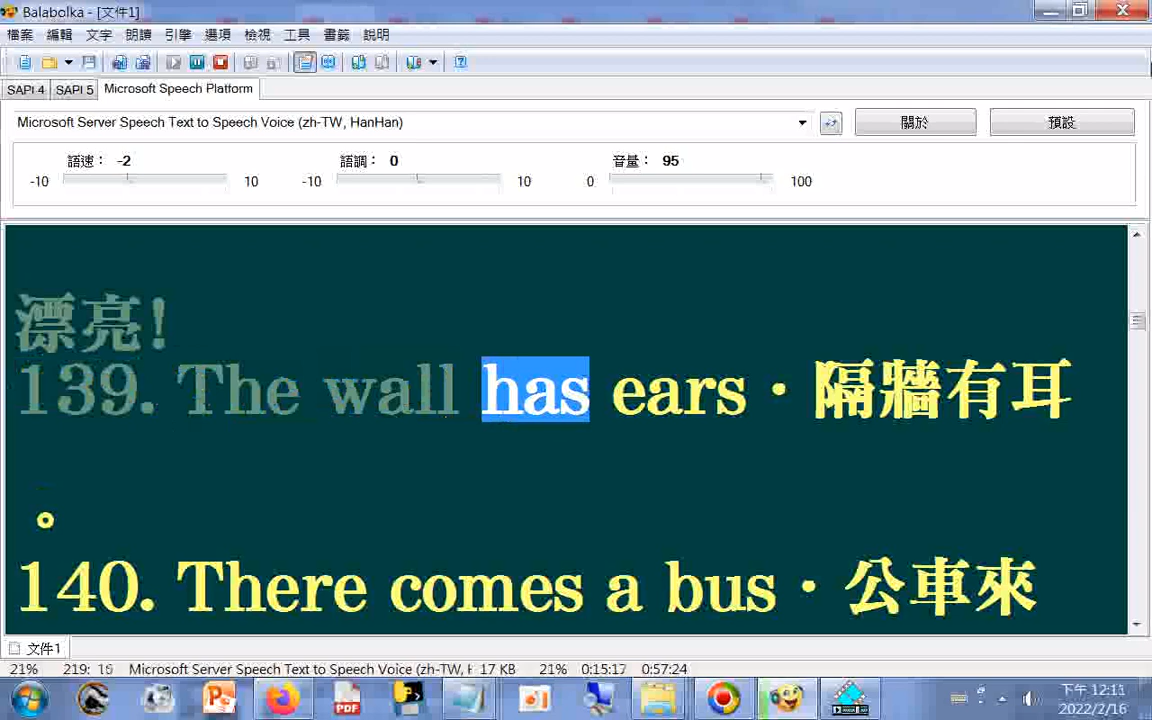 Balabolka - [文件1]
檔案 編輯 文字 朗讀 引擎 選項 檢視 工具 書籤 說明
SAPI 4 SAPI 5 Microsoft Speech Platform
Microsoft Server Speech Text to Speech Voice (zh-TW, HanHan) 關於 預設
語速： -2 語調： 0 音量： 95
-10 10 -10 10 0 100
漂亮!
139. The wall has ears．隔牆有耳
。
140. There comes a bus．公車來
文件1
21% 219: 16 Microsoft Server Speech Text to Speech Voice (zh-TW, H 17 KB 21% 0:15:17 0:57:24
下午 12:11
2022/2/16